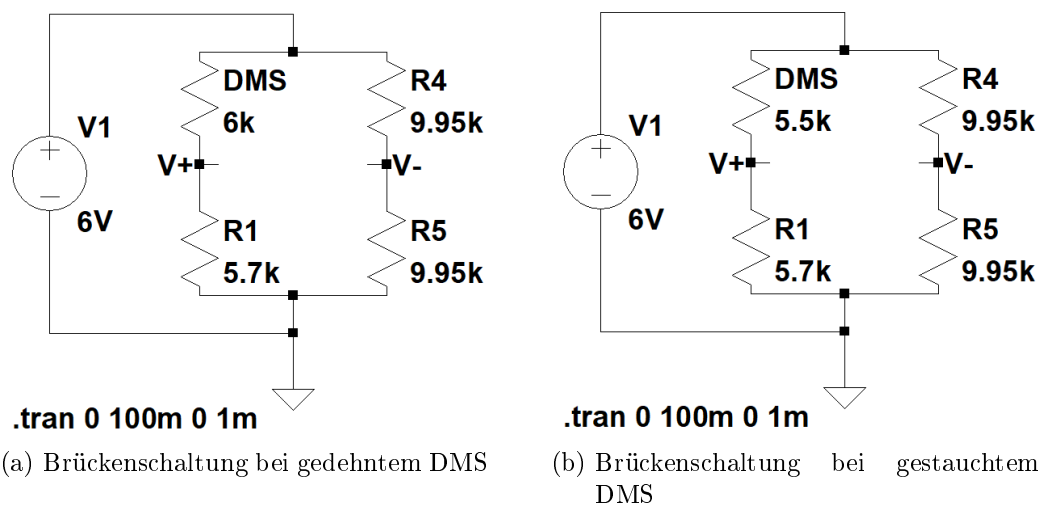 DMS
6k
R4
9.95k
V1
V+
V-
6V
R1
5.7k
R5
9.95k
.tran 0 100m 0 1m
(a) Brückenschaltung bei gedehntem DMS
DMS
5.5k
R4
9.95k
V1
V+
V-
6V
R1
5.7k
R5
9.95k
.tran 0 100m 0 1m
(b) Brückenschaltung bei gestauchtem
DMS